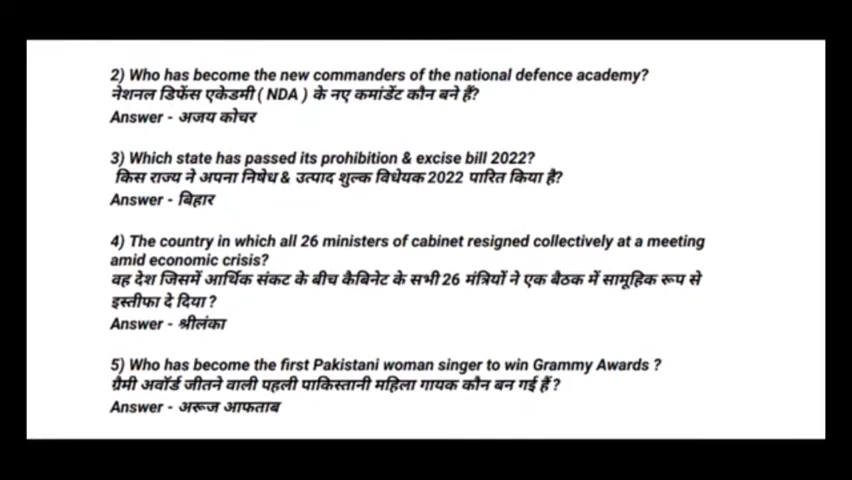 2) Who has become the new commanders of the national defence academy?
नेशनल डिफेंस एकेडमी ( NDA ) के नए कमांडेंट कौन बने हैं?
Answer - अजय कोचर
3) Which state has passed its prohibition & excise bill 2022?
किस राज्य ने अपना निषेध & उत्पाद शुल्क विधेयक 2022 पारित किया है?
Answer - बिहार
4) The country in which all 26 ministers of cabinet resigned collectively at a meeting
amid economic crisis?
वह देश जिसमें आर्थिक संकट के बीच कैबिनेट के सभी 26 मंत्रियों ने एक बैठक में सामूहिक रूप से
इस्तीफा दे दिया ?
Answer - श्रीलंका
5) Who has become the first Pakistani woman singer to win Grammy Awards ?
ग्रैमी अवॉर्ड जीतने वाली पहली पाकिस्तानी महिला गायक कौन बन गई हैं ?
Answer - अरूज आफताब